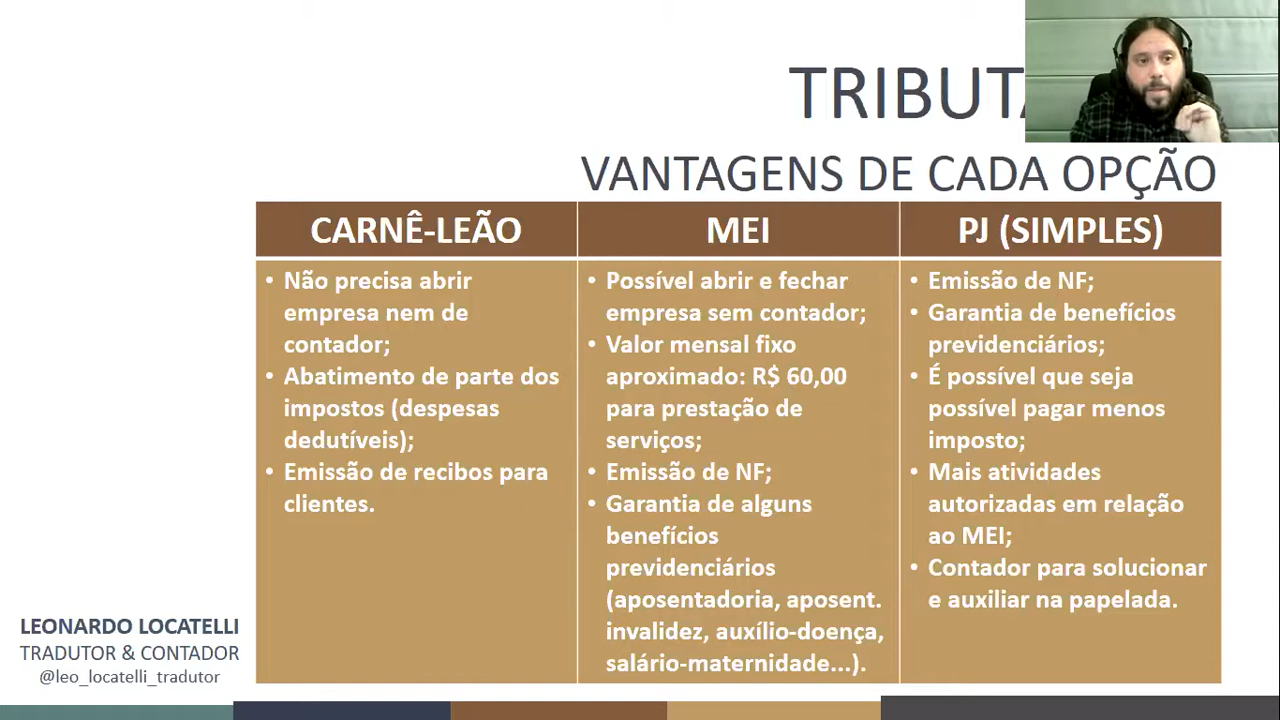 TRIBUTA
VANTAGENS DE CADA OPÇÃO
CARNÊ-LEÃO
• Não precisa abrir
empresa nem de
contador;
• Abatimento de parte dos
impostos (despesas
dedutíveis);
• Emissão de recibos para
clientes.
MEI
• Possível abrir e fechar
empresa sem contador;
• Valor mensal fixo
aproximado: R$ 60,00
para prestação de
serviços;
• Emissão de NF;
• Garantia de alguns
benefícios
previdenciários
(aposentadoria, aposent.
invalidez, auxílio-doença,
salário-maternidade...).
PJ (SIMPLES)
• Emissão de NF;
• Garantia de benefícios
previdenciários;
• É possível que seja
possível pagar menos
imposto;
• Mais atividades
autorizadas em relação
ao MEI;
• Contador para solucionar
e auxiliar na papelada.
LEONARDO LOCATELLI
TRADUTOR & CONTADOR
@leo_locatelli_tradutor